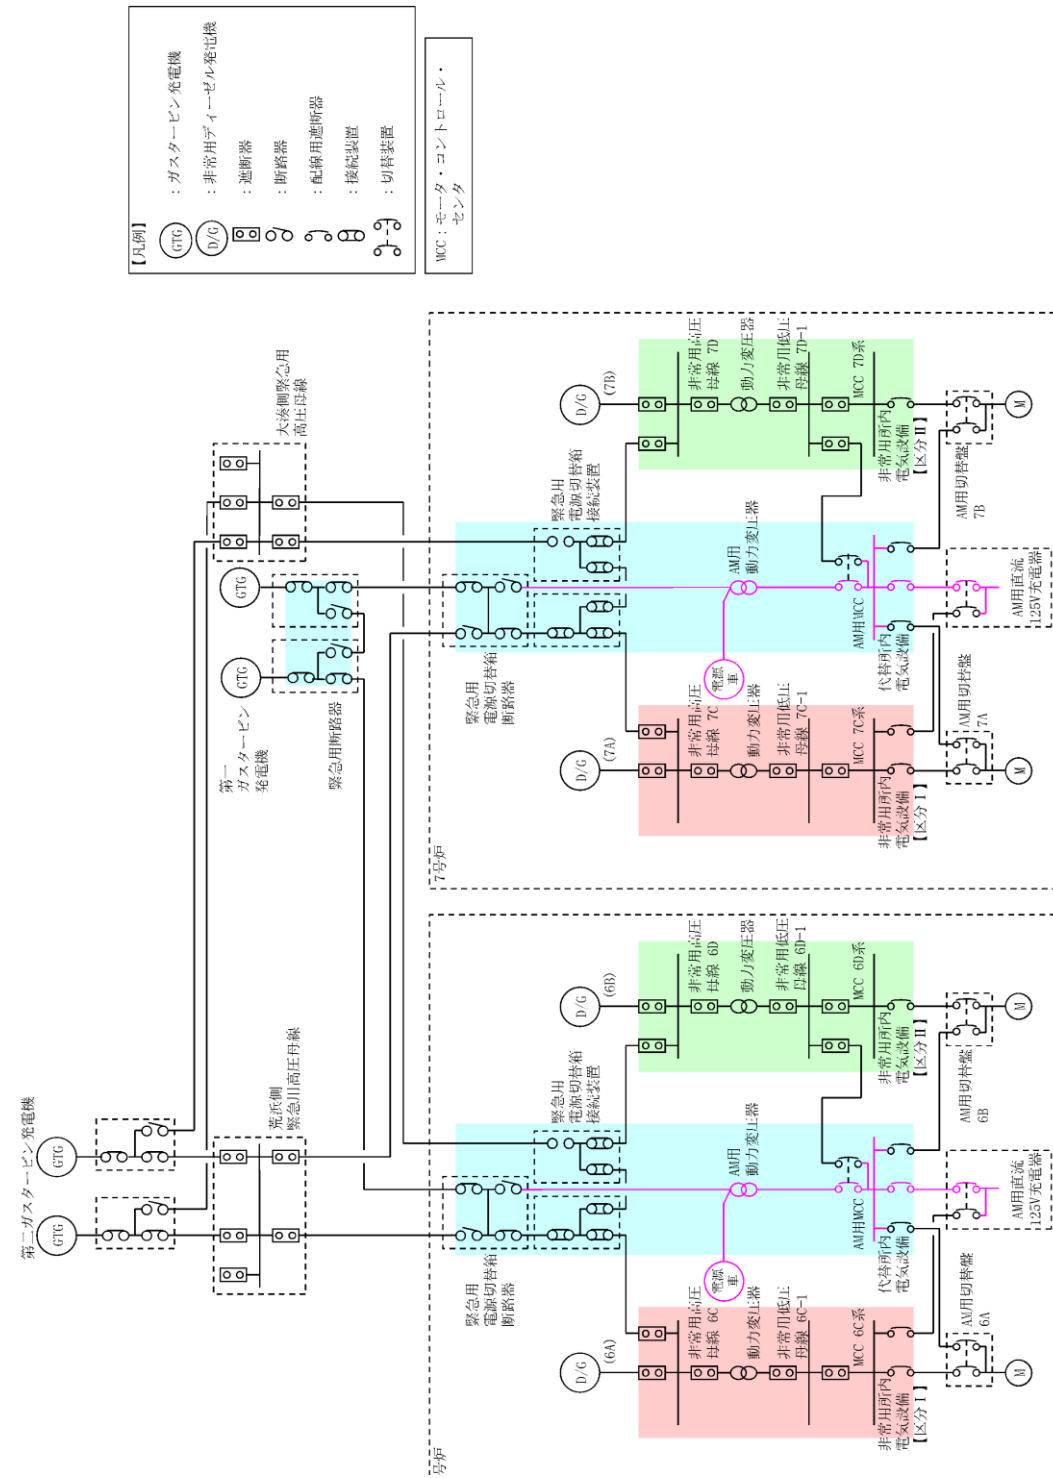 【凡例】
GTG
：ガスタービン発電機
D/G
：非常用ディーゼル発電機
：遮断器
：断路器
：配線用遮断器
：接続装置
：切替装置
MCC：モータ・コントロール・
センタ
第二ガスタービン発電機
GTG
GTG
荒浜側
緊急用高圧母線
第一
ガスタービン
発電機
GTG
GTG
緊急用断路器
大湊側緊急用
高圧母線
号炉
緊急用
電源切替箱
断路器
緊急用
電源切替箱
接続装置
D/G
(6A)
D/G
(6B)
非常用高圧
母線 6C
動力変圧器
非常用低圧
母線 6C-1
MCC 6C系
非常用所内
電気設備
【区分Ⅰ】
電源
車
AM用
動力変圧器
AM用MCC
代替所内
電気設備
非常用高圧
母線 6D
動力変圧器
非常用低圧
母線 6D-1
MCC 6D系
非常用所内
電気設備
【区分Ⅱ】
AM用切替盤
6A
M
AM用直流
125V充電器
AM用切替盤
6B
M
7号炉
緊急用
電源切替箱
断路器
緊急用
電源切替箱
接続装置
D/G
(7A)
D/G
(7B)
非常用高圧
母線 7C
動力変圧器
非常用低圧
母線 7C-1
MCC 7C系
非常用所内
電気設備
【区分Ⅰ】
電源
車
AM用
動力変圧器
AM用MCC
代替所内
電気設備
非常用高圧
母線 7D
動力変圧器
非常用低圧
母線 7D-1
MCC 7D系
非常用所内
電気設備
【区分Ⅱ】
AM用切替盤
7A
M
AM用直流
125V充電器
AM用切替盤
7B
M